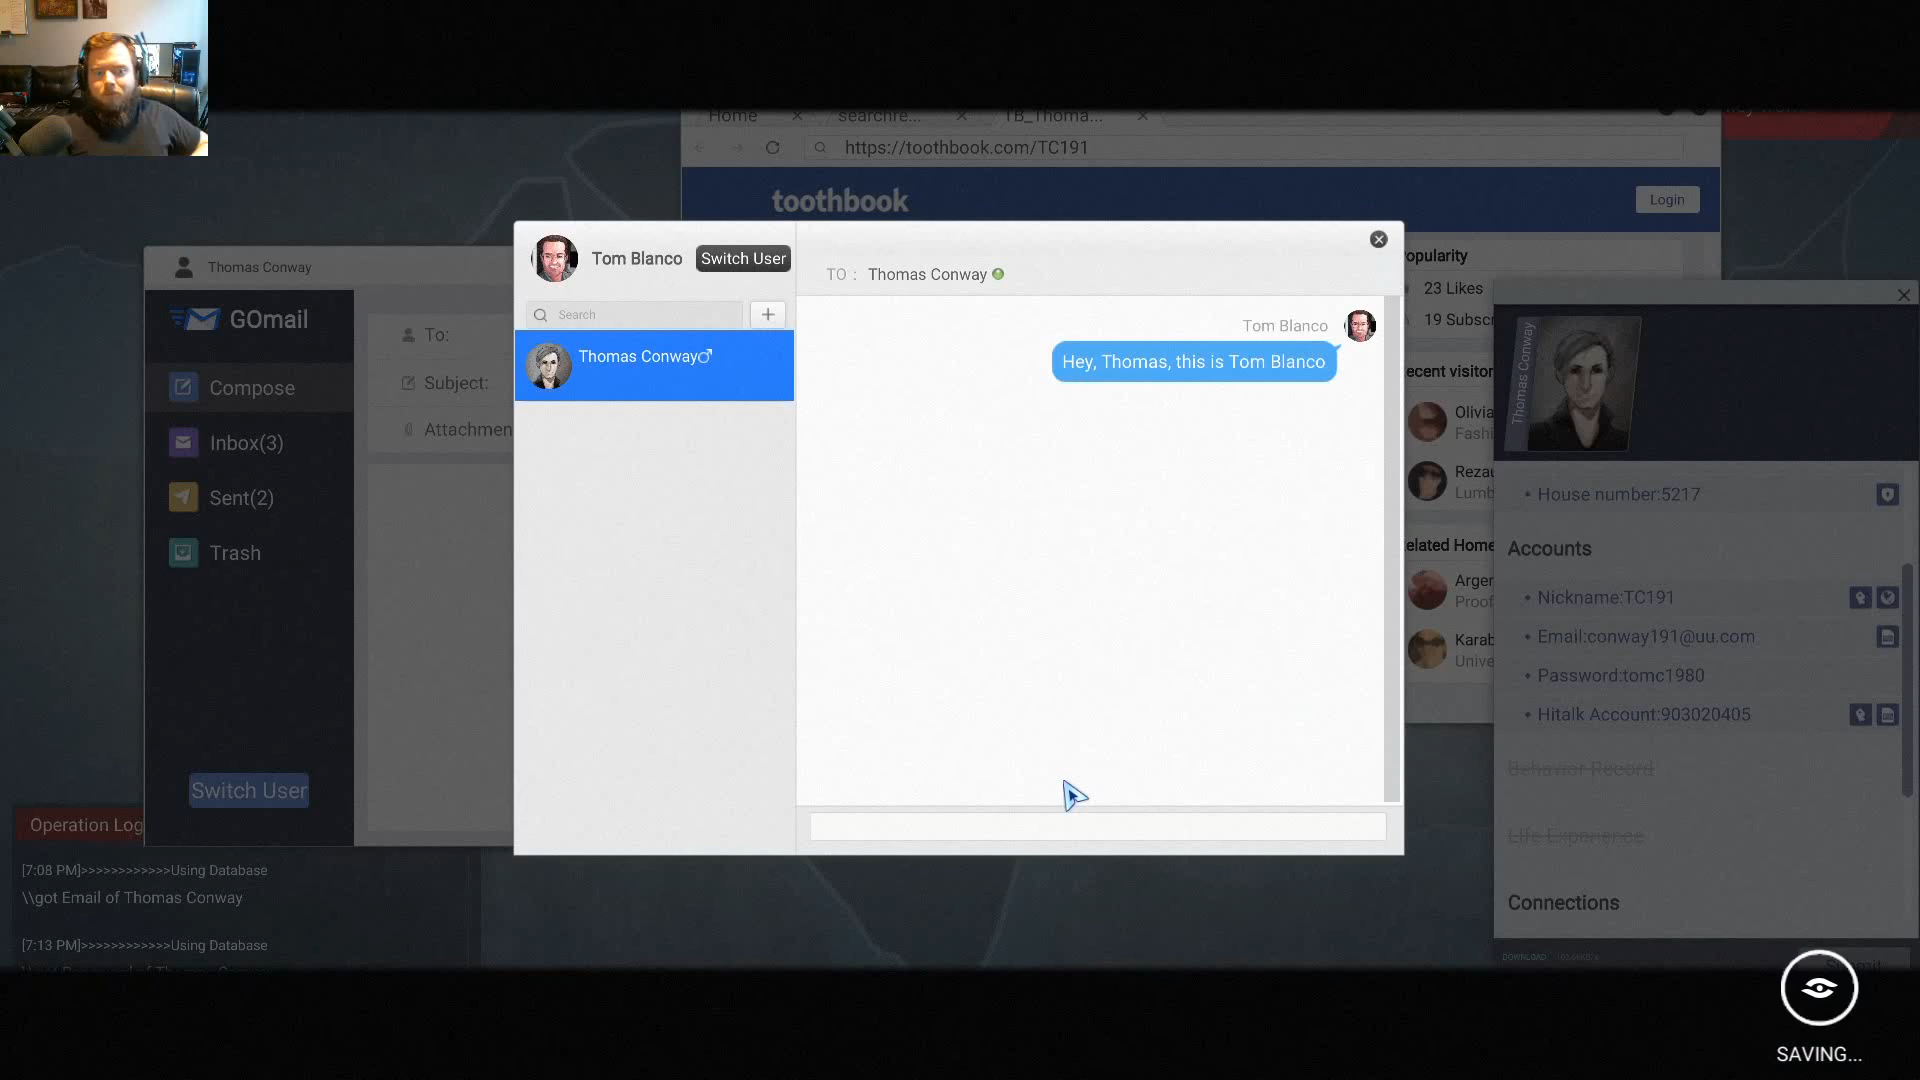 Home
searchre...
TB_Thoma...
https://toothbook.com/TC191
toothbook
Login
Tom Blanco
Switch User
Search
Thomas Conway♂
TO : Thomas Conway
Tom Blanco
Hey, Thomas, this is Tom Blanco
Thomas Conway
GOmail
Compose
Inbox(3)
Sent(2)
Trash
Switch User
To:
Subject:
Attachmen
opularity
23 Likes
19 Subsc
ecent visitor
Olivia
Fashi
Reza
Lumb
elated Home
Arger
Proof
Karab
Unive
Thomas Conway
• House number:5217
Accounts
• Nickname:TC191
• Email:conway191@uu.com
• Password:tomc1980
• Hitalk Account:903020405
Behavior Record
Life Experience
Connections
DOWNLOAD
Submit
Operation Log
[7:08 PM]>>>>>>>>>>>>Using Database
\\got Email of Thomas Conway
[7:13 PM]>>>>>>>>>>>>Using Database
SAVING...